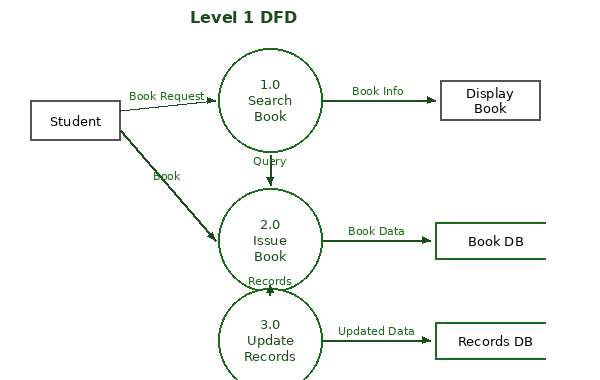 Level 1 DFD
1.0
Search
Book
Book Request
Book Info
Display
Book
Student
Query
Book
2.0
Issue
Book
Book Data
Book DB
Records
3.0
Update
Records
Updated Data
Records DB